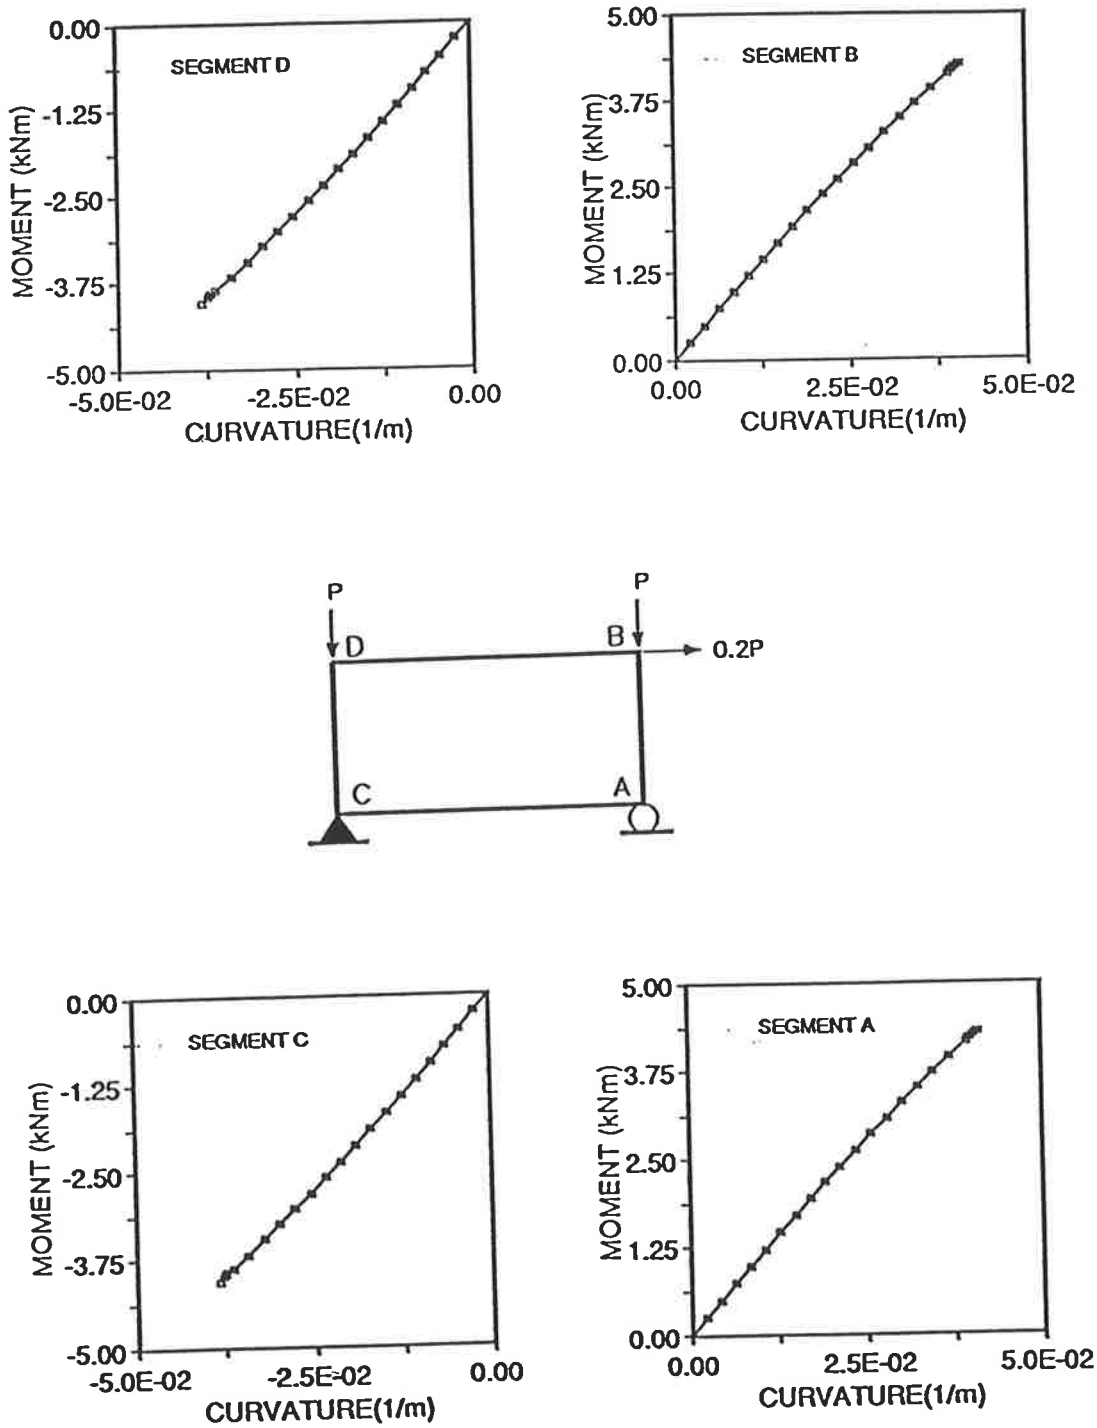 0.00
-1.25
-2.50
-3.75
-5.00
MOMENT (kNm)
SEGMENT D
-5.0E-02 -2.5E-02 0.00
CURVATURE(1/m)
5.00
3.75
2.50
1.25
0.00
MOMENT (kNm)
SEGMENT B
0.00 2.5E-02 5.0E-02
CURVATURE(1/m)
P P
D B 0.2P
C A
0.00
-1.25
-2.50
-3.75
-5.00
MOMENT (kNm)
SEGMENT C
-5.0E-02 -2.5E-02 0.00
CURVATURE(1/m)
5.00
3.75
2.50
1.25
0.00
MOMENT (kNm)
SEGMENT A
0.00 2.5E-02 5.0E-02
CURVATURE(1/m)